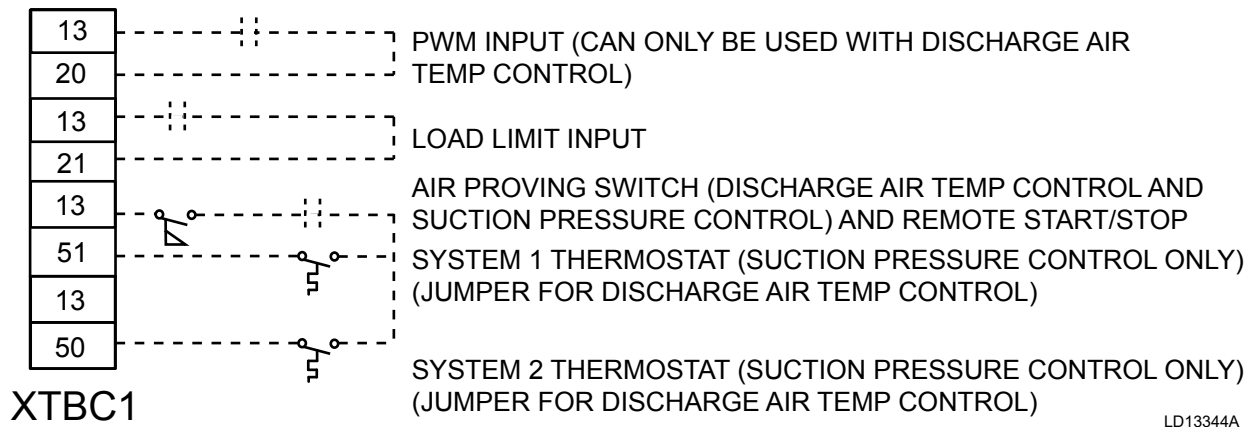 13
PWM INPUT (CAN ONLY BE USED WITH DISCHARGE AIR
20
TEMP CONTROL)
13
LOAD LIMIT INPUT
21
AIR PROVING SWITCH (DISCHARGE AIR TEMP CONTROL AND
13
SUCTION PRESSURE CONTROL) AND REMOTE START/STOP
51
SYSTEM 1 THERMOSTAT (SUCTION PRESSURE CONTROL ONLY)
(JUMPER FOR DISCHARGE AIR TEMP CONTROL)
13
50
SYSTEM 2 THERMOSTAT (SUCTION PRESSURE CONTROL ONLY)
(JUMPER FOR DISCHARGE AIR TEMP CONTROL)
XTBC1
LD13344A